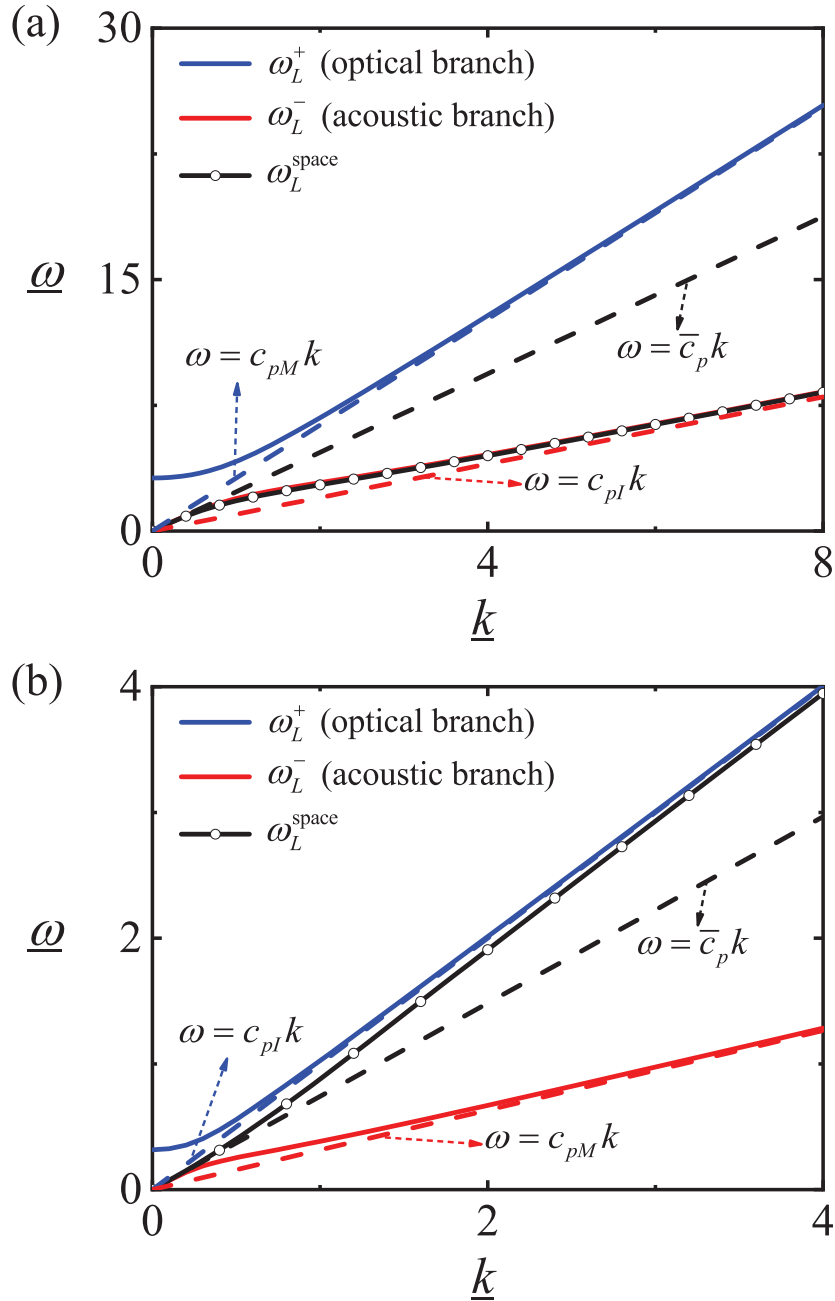 (a)
30
ω_L^+ (optical branch)
ω_L^- (acoustic branch)
ω_L^space
15
ω
ω = c_pM k
ω = c̅_p k
ω = c_pI k
0
0
4
8
k
(b)
4
ω_L^+ (optical branch)
ω_L^- (acoustic branch)
ω_L^space
2
ω
ω = c̅_p k
ω = c_pI k
ω = c_pM k
0
0
2
4
k